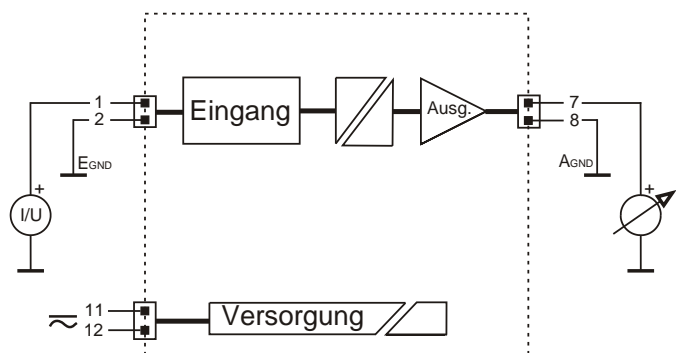 1
2
Eingang
Ausg.
7
8
EGND
AGND
+
I/U
+
11
12
Versorgung